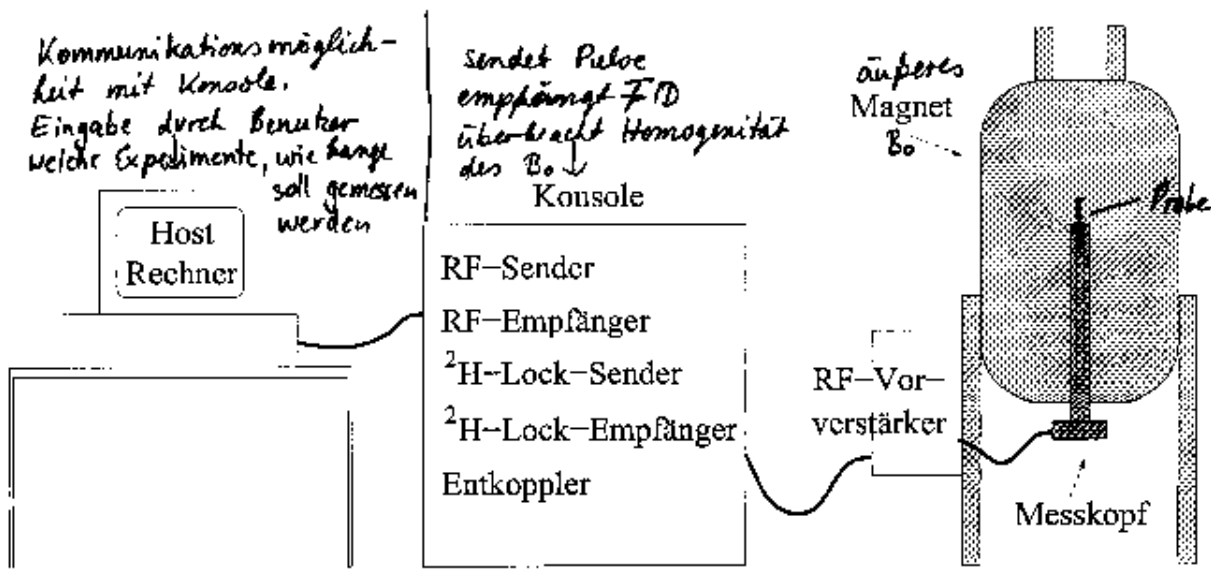 Kommunikationsmöglich-
keit mit Konsole.
Eingabe durch Benutzer
welche Experimente, wie lange
soll gemessen
werden
sendet Pulse
empfängt FID
überwacht Homogenität
des B₀
Konsole
Host
Rechner
RF-Sender
RF-Empfänger
²H-Lock-Sender
²H-Lock-Empfänger
Entkoppler
RF-Vor-
verstärker
äußeres
Magnet
B₀
Probe
Messkopf